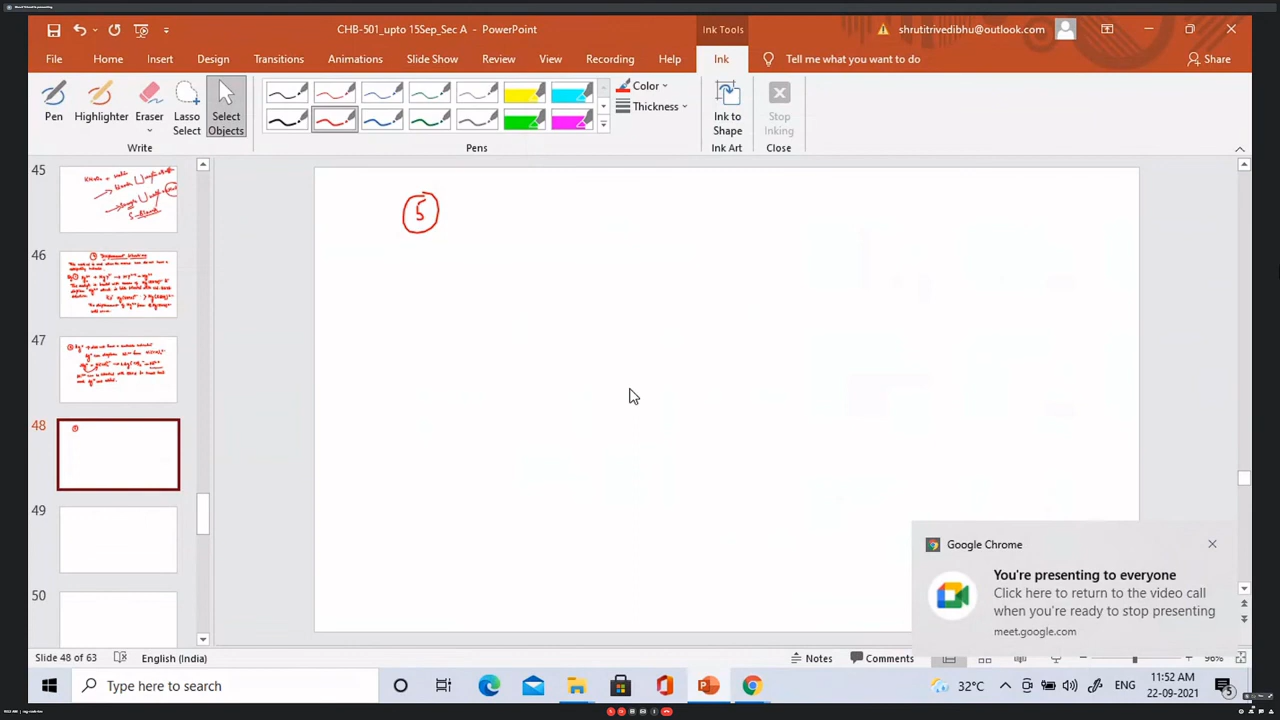 CHB-501_upto 15Sep_Sec A - PowerPoint
Ink Tools
shrutitrivedibhu@outlook.com
File Home Insert Design Transitions Animations Slide Show Review View Recording Help Ink Tell me what you want to do Share
Pen Highlighter Eraser Lasso Select Select Objects
Color
Thickness
Ink to Shape
Stop Inking
Write Pens Ink Art Close
45
46
47
48
49
50
5
Google Chrome
You're presenting to everyone
Click here to return to the video call
when you're ready to stop presenting
meet.google.com
Slide 48 of 63 English (India) Notes Comments 96%
Type here to search
32°C ENG 11:52 AM
22-09-2021
5